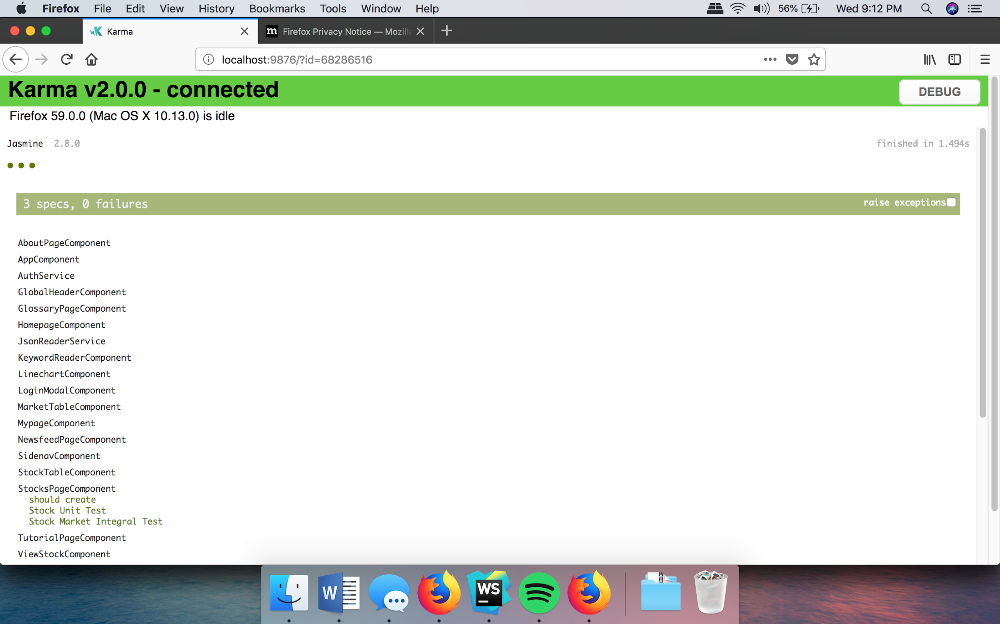 Firefox File Edit View History Bookmarks Tools Window Help 56% Wed 9:12 PM
Karma Firefox Privacy Notice — Mozill
localhost:9876/?id=68286516
Karma v2.0.0 - connected DEBUG
Firefox 59.0.0 (Mac OS X 10.13.0) is idle
Jasmine 2.8.0 finished in 1.494s
3 specs, 0 failures raise exceptions
AboutPageComponent
AppComponent
AuthService
GlobalHeaderComponent
GlossaryPageComponent
HomepageComponent
JsonReaderService
KeywordReaderComponent
LinechartComponent
LoginModalComponent
MarketTableComponent
MypageComponent
NewsfeedPageComponent
SidenavComponent
StockTableComponent
StocksPageComponent
should create
Stock Unit Test
Stock Market Integral Test
TutorialPageComponent
ViewStockComponent
W WS